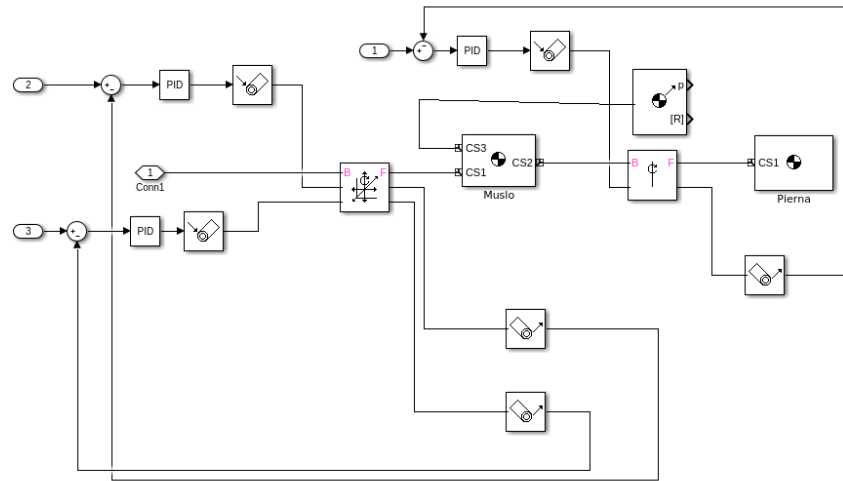 1
PID
2
PID
p
[R]
CS3
CS1
CS2
Muslo
1
Conn1
B
F
B
F
CS1
Pierna
3
PID